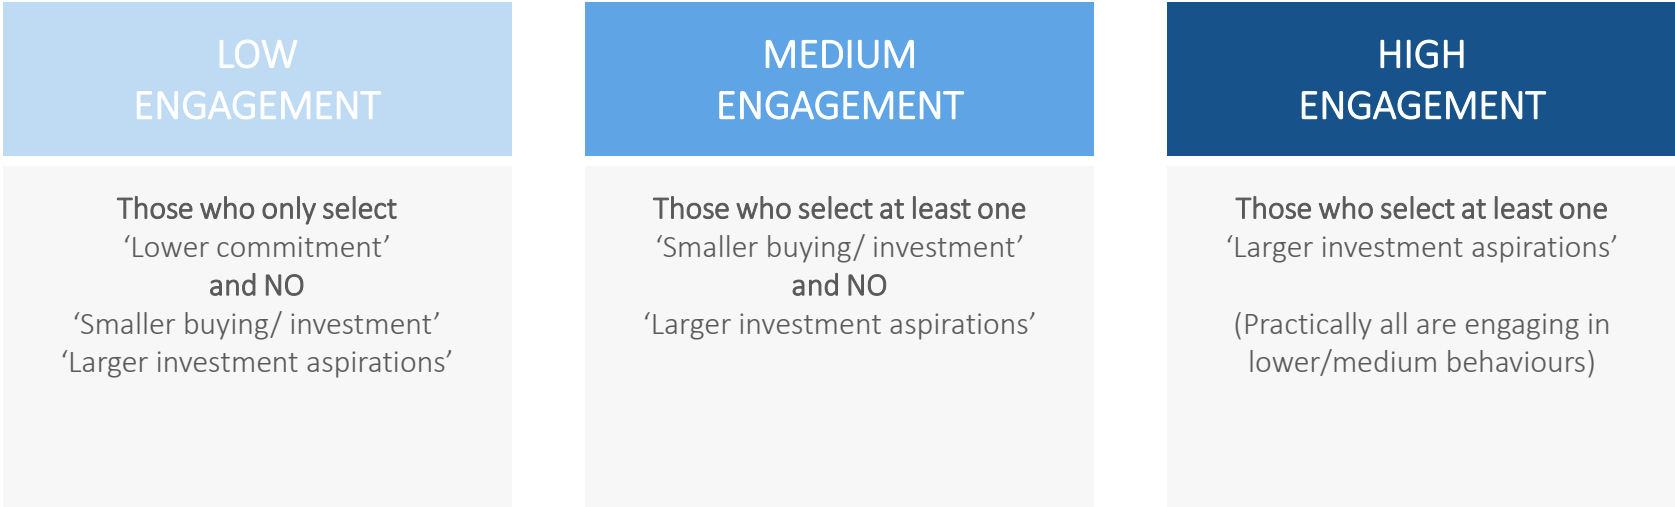 LOW
ENGAGEMENT
Those who only select
‘Lower commitment’
and NO
‘Smaller buying/ investment’
‘Larger investment aspirations’
MEDIUM
ENGAGEMENT
Those who select at least one
‘Smaller buying/ investment’
and NO
‘Larger investment aspirations’
HIGH
ENGAGEMENT
Those who select at least one
‘Larger investment aspirations’
(Practically all are engaging in
lower/medium behaviours)